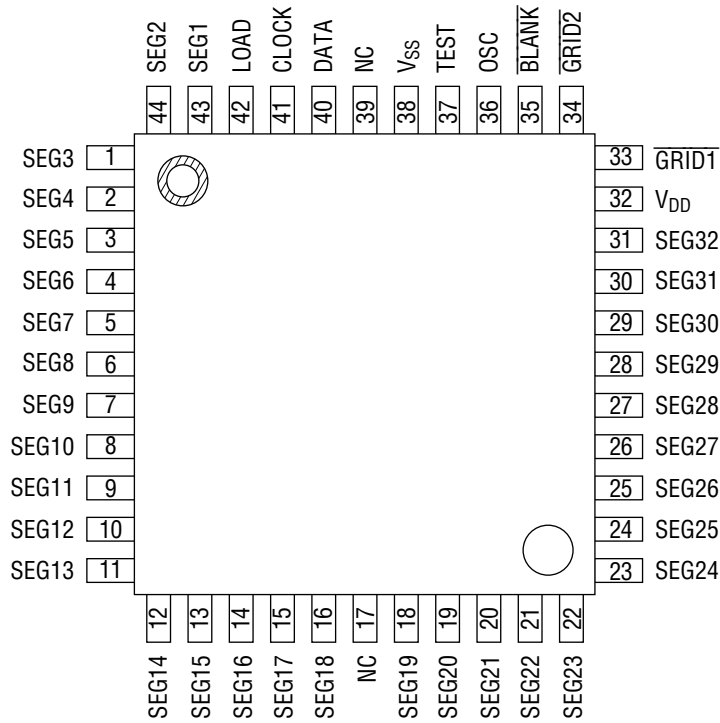 SEG2 SEG1 LOAD CLOCK DATA NC VSS TEST OSC BLANK GRID2
44 43 42 41 40 39 38 37 36 35 34
SEG3 1 33 GRID1
SEG4 2 32 VDD
SEG5 3 31 SEG32
SEG6 4 30 SEG31
SEG7 5 29 SEG30
SEG8 6 28 SEG29
SEG9 7 27 SEG28
SEG10 8 26 SEG27
SEG11 9 25 SEG26
SEG12 10 24 SEG25
SEG13 11 23 SEG24
12 13 14 15 16 17 18 19 20 21 22
SEG14 SEG15 SEG16 SEG17 SEG18 NC SEG19 SEG20 SEG21 SEG22 SEG23